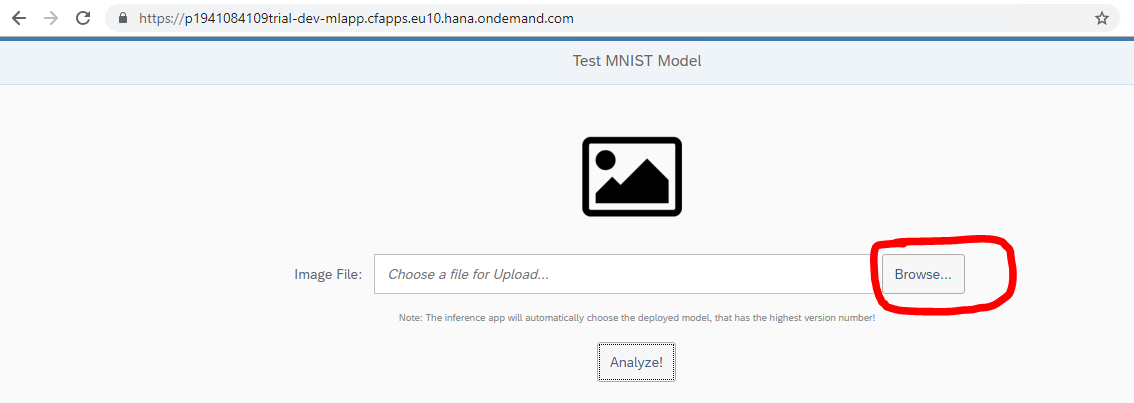 https://p1941084109trial-dev-mlapp.cfapps.eu10.hana.ondemand.com
Test MNIST Model
Image File: Choose a file for Upload... Browse...
Note: The inference app will automatically choose the deployed model, that has the highest version number!
Analyze!